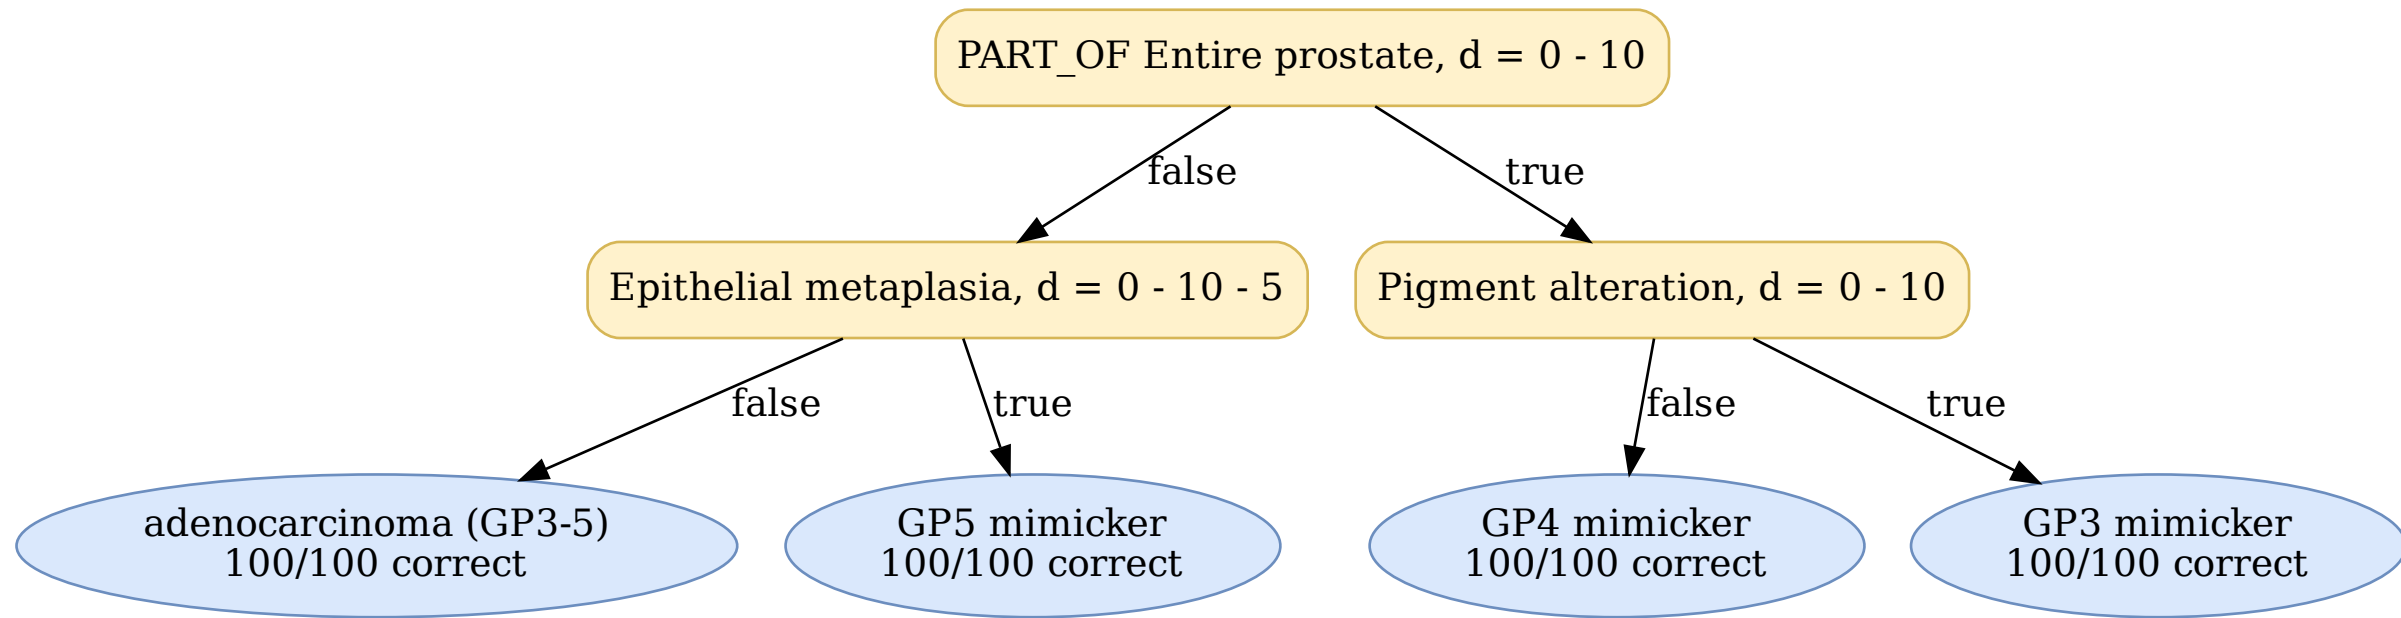 PART_OF Entire prostate, d = 0 - 10
false
true
Epithelial metaplasia, d = 0 - 10 - 5
Pigment alteration, d = 0 - 10
false
true
false
true
adenocarcinoma (GP3-5)
100/100 correct
GP5 mimicker
100/100 correct
GP4 mimicker
100/100 correct
GP3 mimicker
100/100 correct